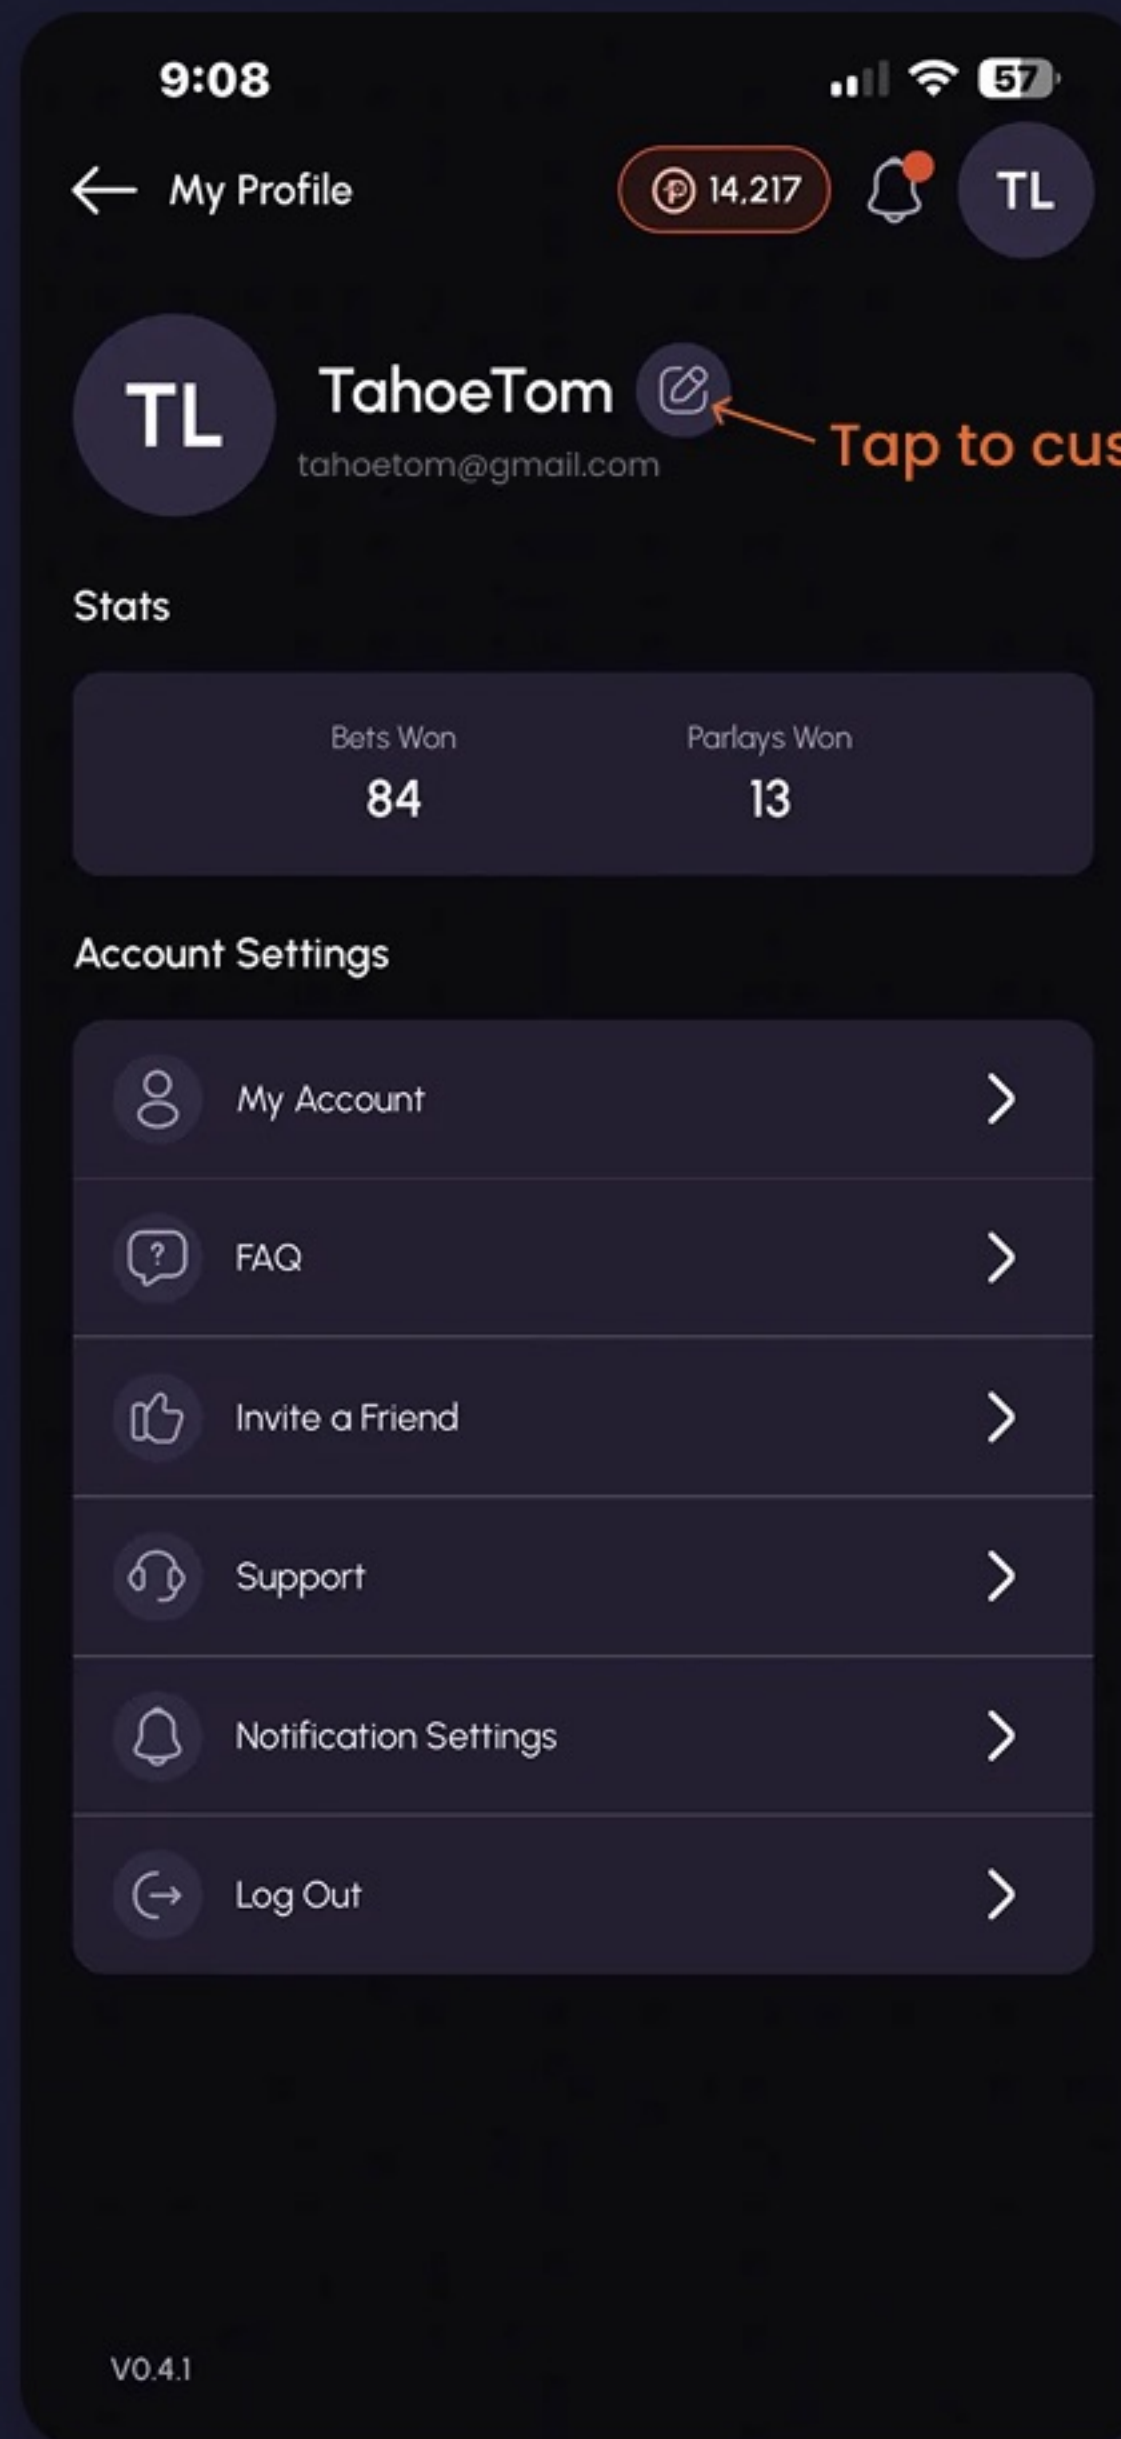 9:08
57
My Profile
14,217
TL
TL
TahoeTom
tahoetom@gmail.com
Tap to cus
Stats
Bets Won
Parlays Won
84
13
Account Settings
My Account
FAQ
Invite a Friend
Support
Notification Settings
Log Out
V0.4.1